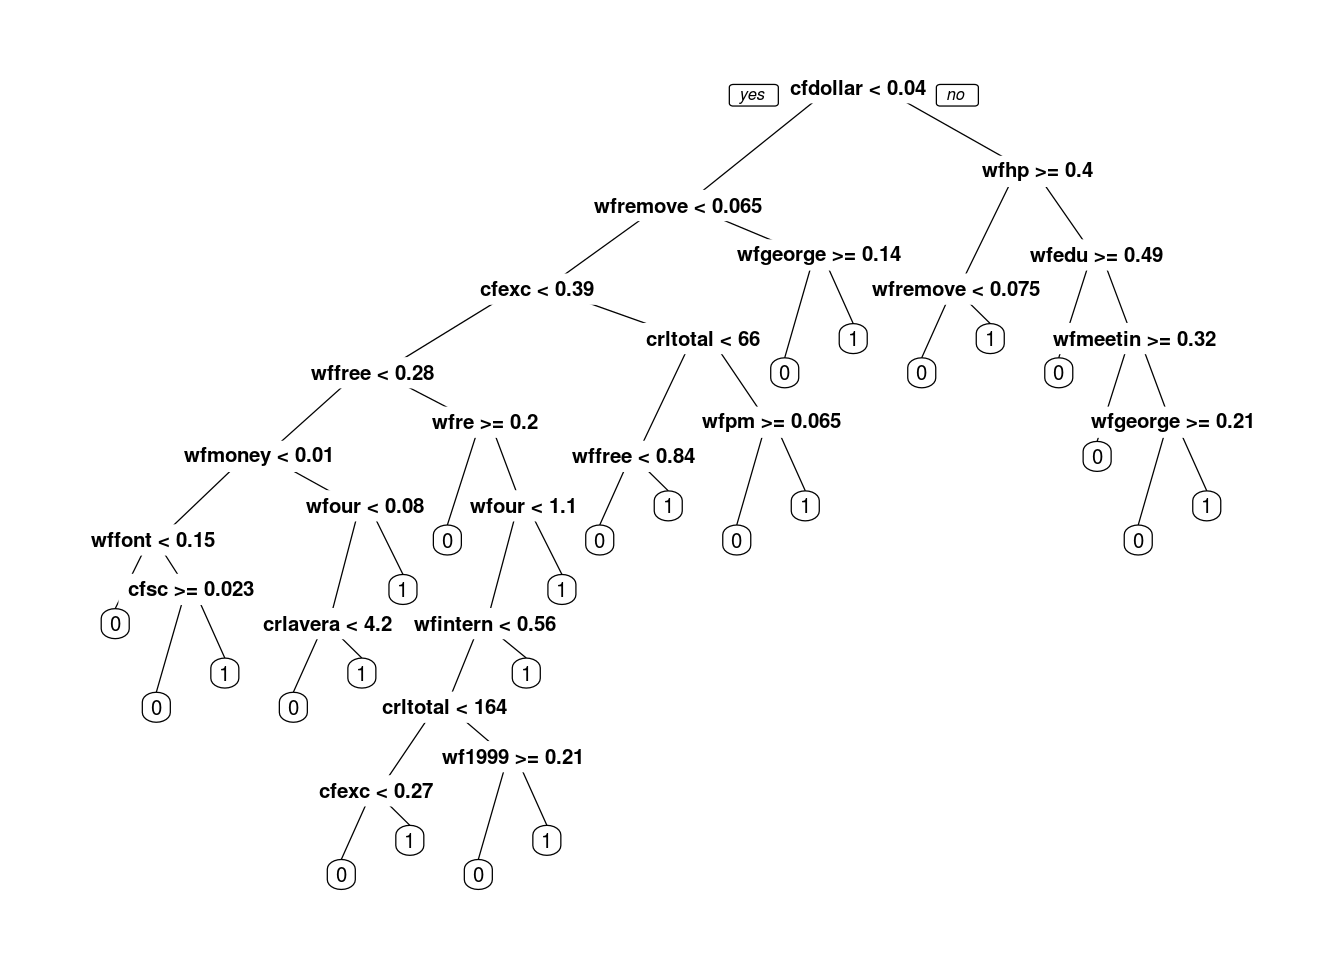 yes cfdollar < 0.04 no
wfhp >= 0.4
wfremove < 0.065
wfgeorge >= 0.14 wfedu >= 0.49
cfexc < 0.39 wfremove < 0.075
crltotal < 66 1 1 wfmeetin >= 0.32
wffree < 0.28 0 0 0
wfre >= 0.2 wfpm >= 0.065 wfgeorge >= 0.21
wfmoney < 0.01 wffree < 0.84 0
wfour < 0.08 wfour < 1.1 1 1 1
wffont < 0.15 0 0 0 0
cfsc >= 0.023 1 1
0 crlavera < 4.2 wfintern < 0.56
1 1 1
0 0 crltotal < 164
wf1999 >= 0.21
cfexc < 0.27
1 1
0 0